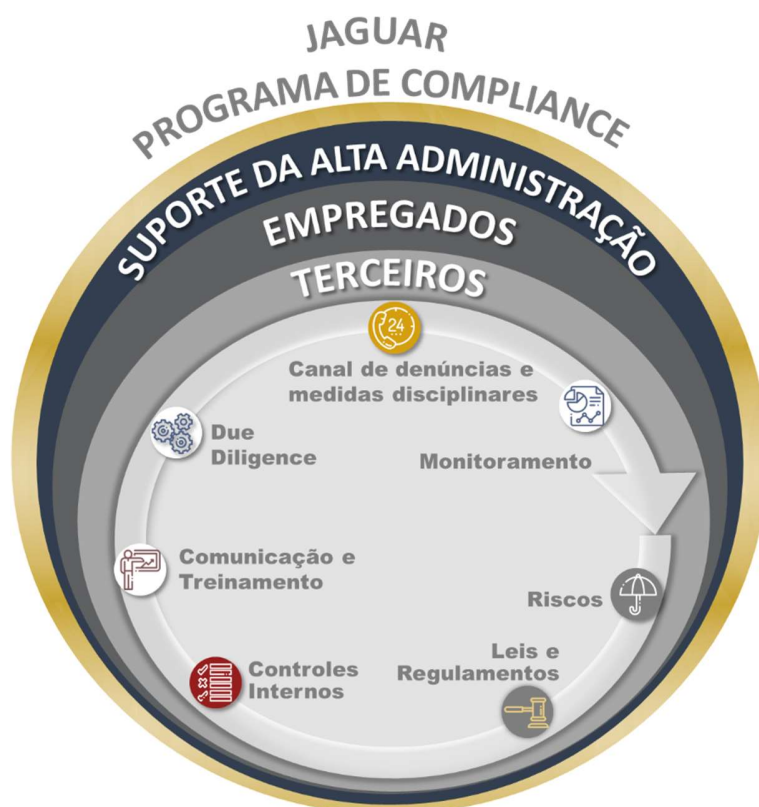 JAGUAR
PROGRAMA DE COMPLIANCE
SUPORTE DA ALTA ADMINISTRAÇÃO
EMPREGADOS
TERCEIROS
24
Canal de denúncias e
medidas disciplinares
Due
Diligence
Monitoramento
Comunicação e
Treinamento
Riscos
Leis e
Regulamentos
Controles
Internos